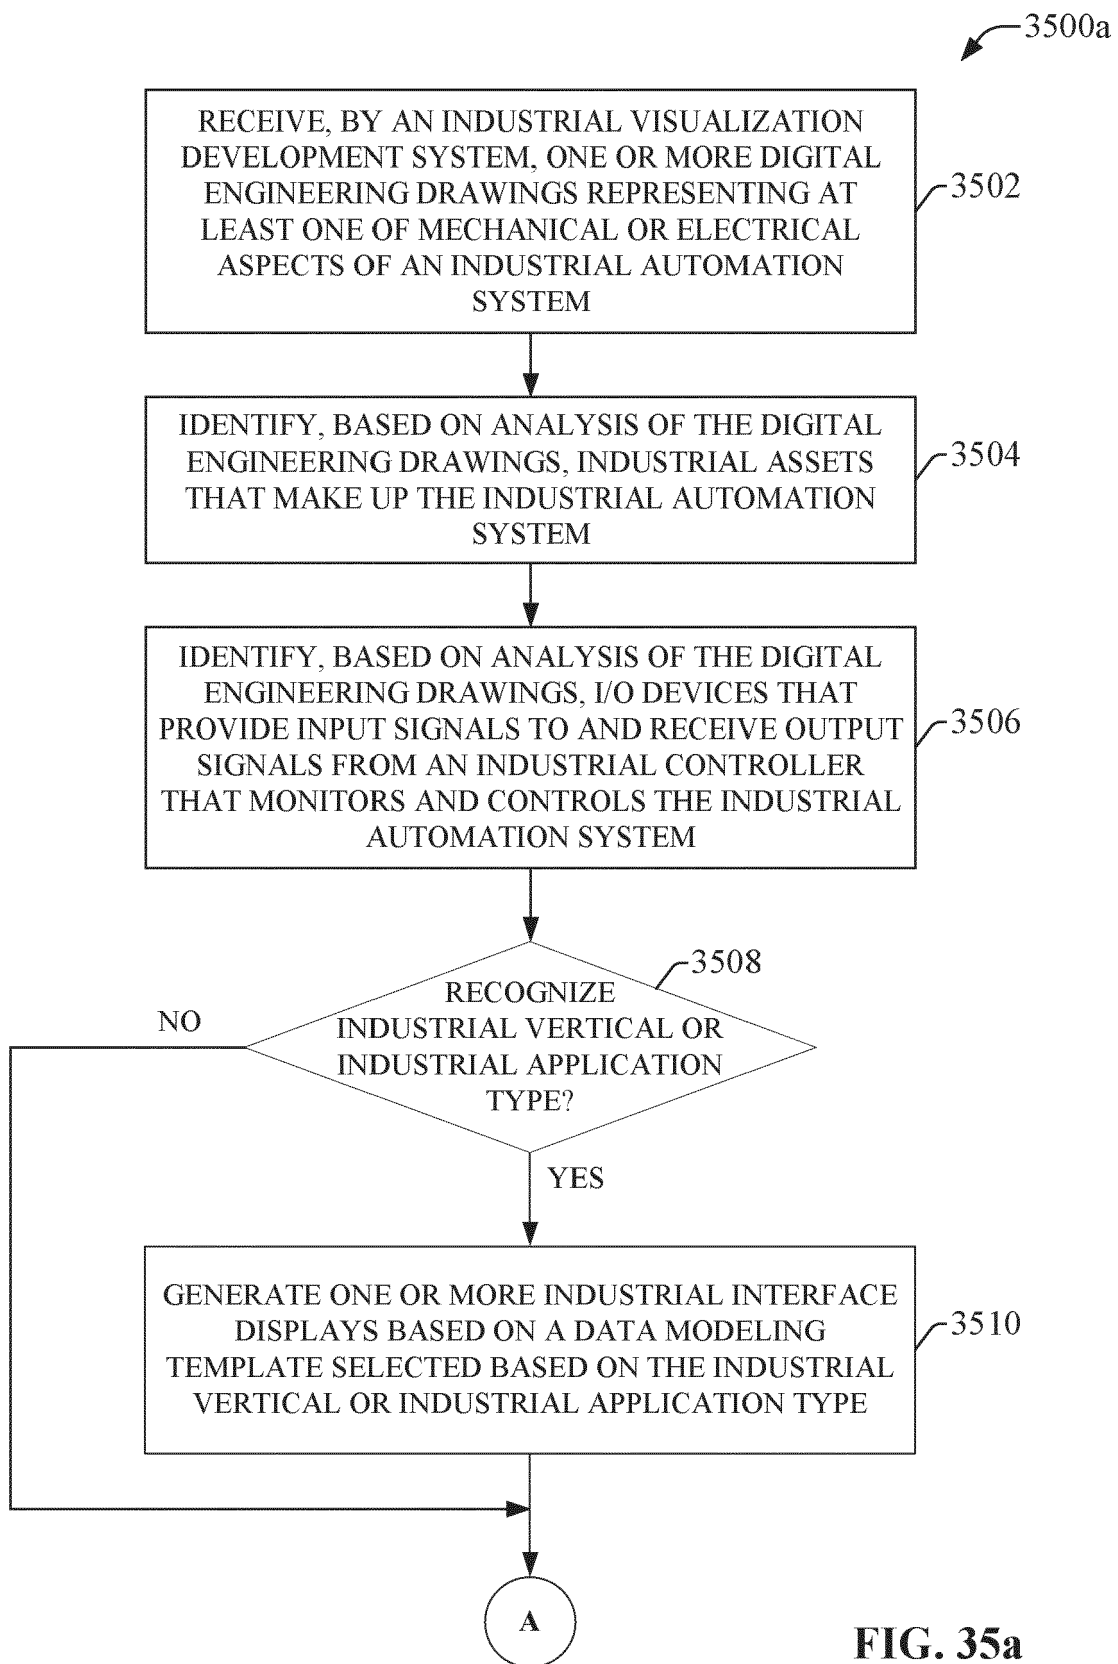 3500a
RECEIVE, BY AN INDUSTRIAL VISUALIZATION
DEVELOPMENT SYSTEM, ONE OR MORE DIGITAL
ENGINEERING DRAWINGS REPRESENTING AT
LEAST ONE OF MECHANICAL OR ELECTRICAL
ASPECTS OF AN INDUSTRIAL AUTOMATION
SYSTEM
3502
IDENTIFY, BASED ON ANALYSIS OF THE DIGITAL
ENGINEERING DRAWINGS, INDUSTRIAL ASSETS
THAT MAKE UP THE INDUSTRIAL AUTOMATION
SYSTEM
3504
IDENTIFY, BASED ON ANALYSIS OF THE DIGITAL
ENGINEERING DRAWINGS, I/O DEVICES THAT
PROVIDE INPUT SIGNALS TO AND RECEIVE OUTPUT
SIGNALS FROM AN INDUSTRIAL CONTROLLER
THAT MONITORS AND CONTROLS THE INDUSTRIAL
AUTOMATION SYSTEM
3506
3508
RECOGNIZE
INDUSTRIAL VERTICAL OR
INDUSTRIAL APPLICATION
TYPE?
NO
YES
GENERATE ONE OR MORE INDUSTRIAL INTERFACE
DISPLAYS BASED ON A DATA MODELING
TEMPLATE SELECTED BASED ON THE INDUSTRIAL
VERTICAL OR INDUSTRIAL APPLICATION TYPE
3510
A
FIG. 35a